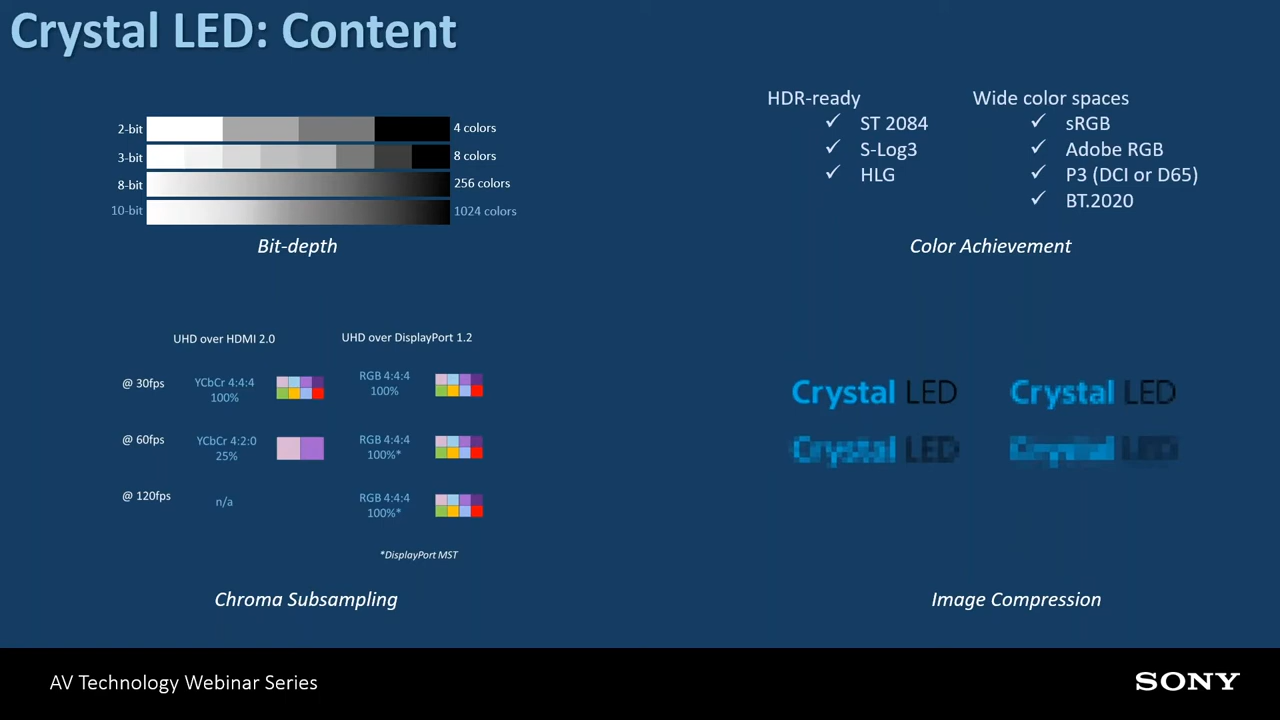 Crystal LED: Content
2-bit 4 colors
3-bit 8 colors
8-bit 256 colors
10-bit 1024 colors
Bit-depth
HDR-ready
✓ ST 2084
✓ S-Log3
✓ HLG
Wide color spaces
✓ sRGB
✓ Adobe RGB
✓ P3 (DCI or D65)
✓ BT.2020
Color Achievement
UHD over HDMI 2.0 UHD over DisplayPort 1.2
@ 30fps YCbCr 4:4:4 RGB 4:4:4
100% 100%
@ 60fps YCbCr 4:2:0 RGB 4:4:4
25% 100%*
@ 120fps n/a RGB 4:4:4
100%*
*DisplayPort MST
Chroma Subsampling
Crystal LED Crystal LED
Crystal LED Crystal LED
Image Compression
AV Technology Webinar Series
SONY